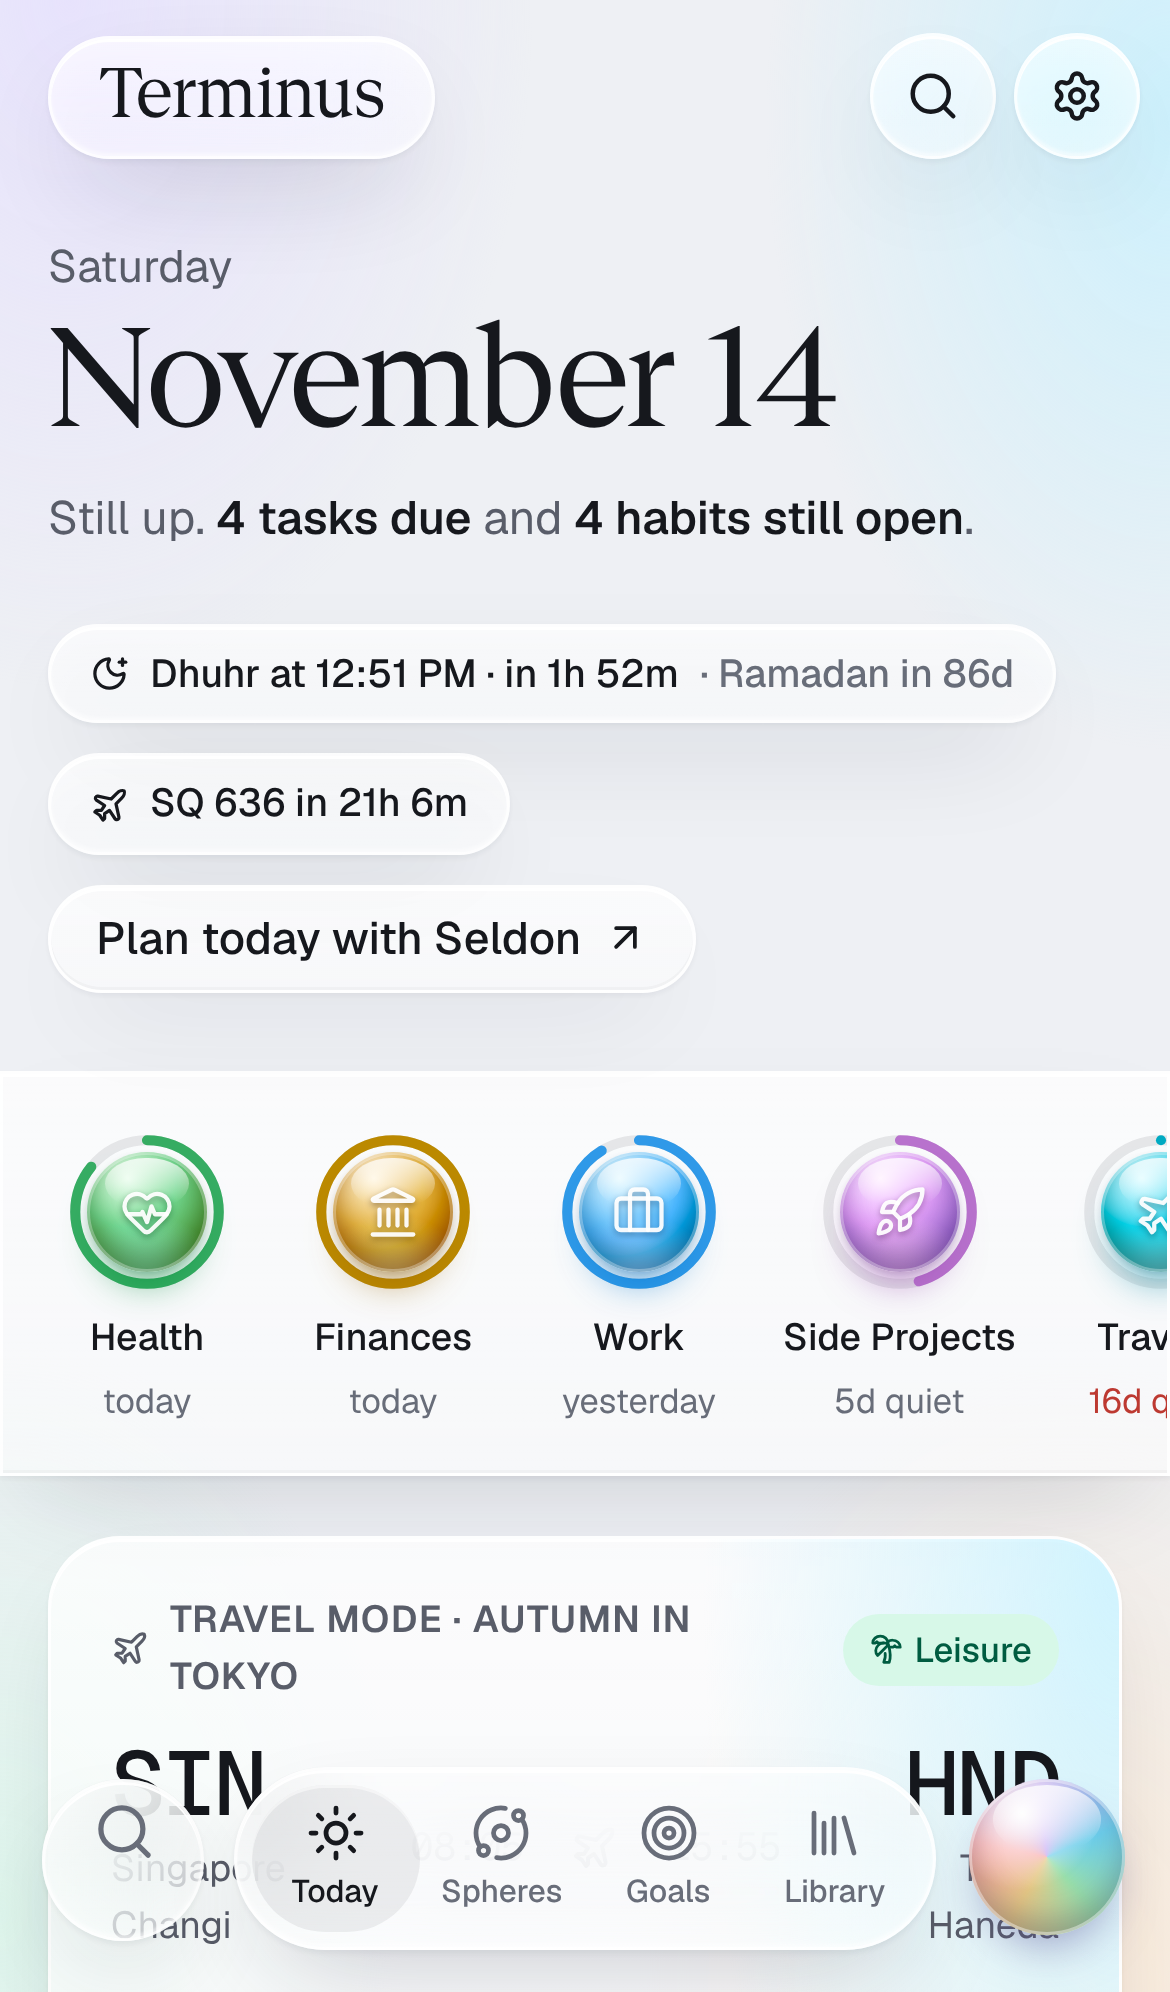 Terminus
Saturday
November 14
Still up. 4 tasks due and 4 habits still open.
Dhuhr at 12:51 PM · in 1h 52m · Ramadan in 86d
SQ 636 in 21h 6m
Plan today with Seldon
Health
Finances
Work
Side Projects
today
today
yesterday
5d quiet
16d
TRAVEL MODE · AUTUMN IN
TOKYO
Leisure
SIN
HND
Singapore
Changi
Haneda
Today
Spheres
Goals
Library